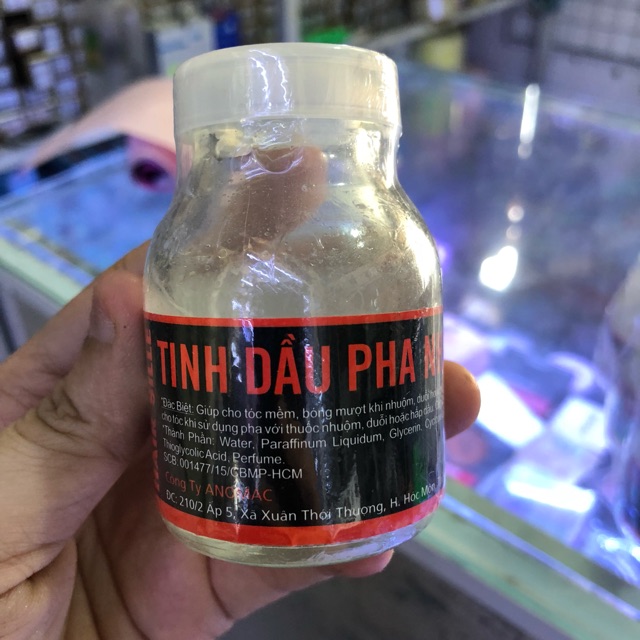 TINH DẦU PHA
*Đặc Biệt: Giúp cho tóc mềm, bóng mượt khi nhuộm, duỗi
cho tóc khi sử dụng pha với thuốc nhuộm, duỗi hoặc hấp dầu.
*Thành Phần: Water, Paraffinum Liquidum, Glycerin,
Thioglycolic Acid, Perfume.
SCB: 001477/15/CBMP-HCM
Công Ty
ĐC: 210/2 Ấp 5, Xã Xuân Thới Thượng, H. Hóc Môn